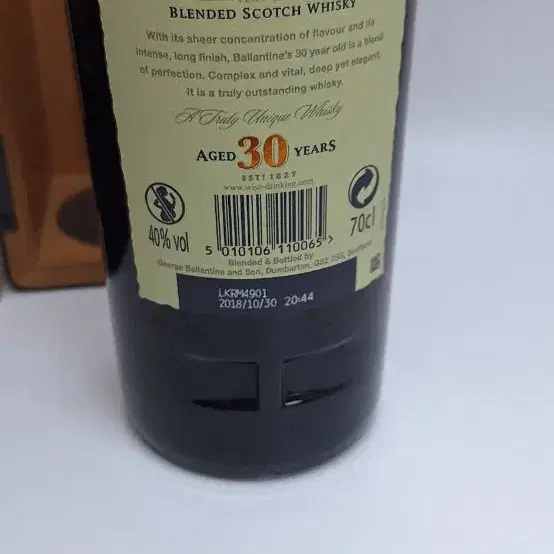 BLENDED SCOTCH WHISKY
With its sheer concentration of flavour and its
intense, long finish, Ballantine's 30 year old is a blend
of perfection. Complex and vital, deep yet elegant,
it is a truly outstanding whisky.
A Truly Unique Whisky
AGED 30 YEARS
ESTD 1827
www.wise-drinking.com
40% vol
70cl
5 010106 110065 >
Blended & Bottled by
George Ballantine and Son, Dumbarton, G82 2SS, Scotland
LKRM4901
2018/10/30 20:44